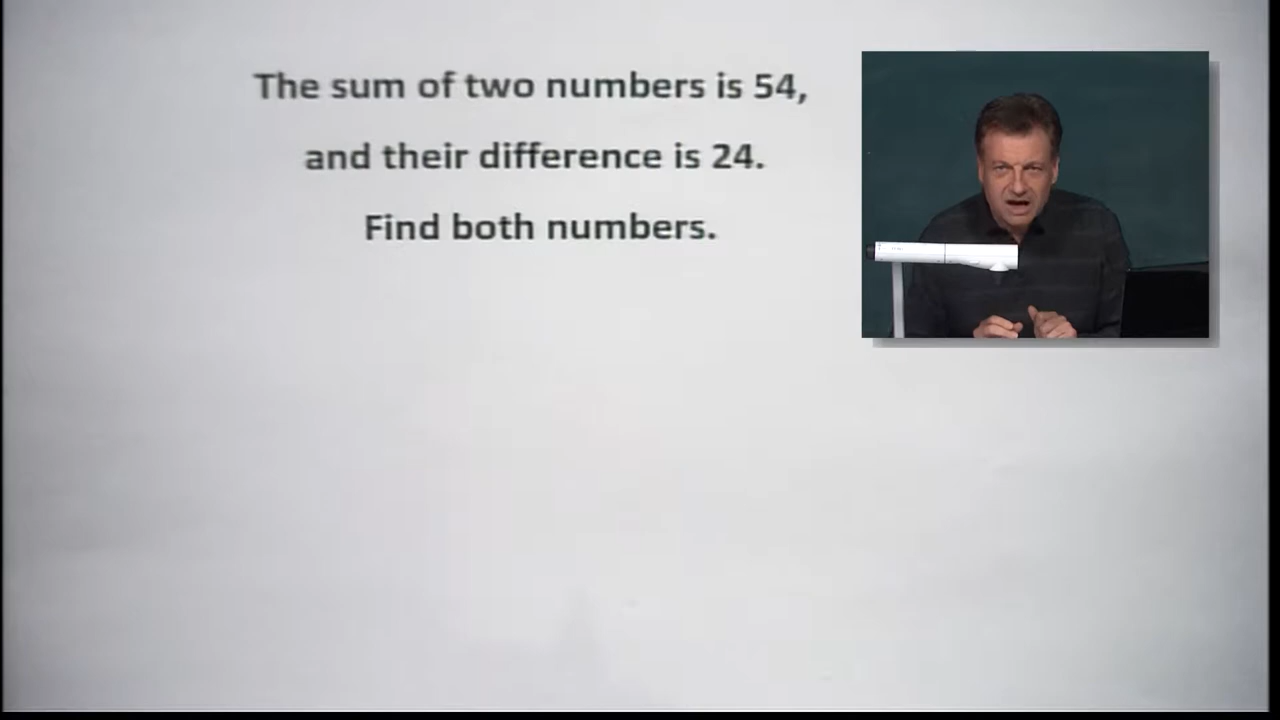 The sum of two numbers is 54,
and their difference is 24.
Find both numbers.